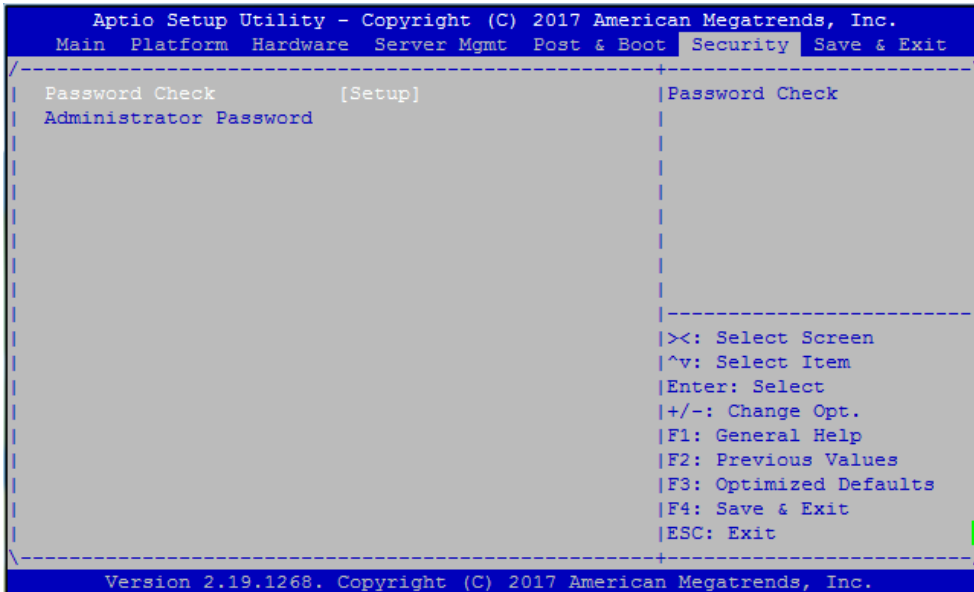 Aptio Setup Utility - Copyright (C) 2017 American Megatrends, Inc.
Main Platform Hardware Server Mgmt Post & Boot Security Save & Exit
Password Check [Setup]
Administrator Password
Password Check
><: Select Screen
^v: Select Item
Enter: Select
+/-: Change Opt.
F1: General Help
F2: Previous Values
F3: Optimized Defaults
F4: Save & Exit
ESC: Exit
Version 2.19.1268. Copyright (C) 2017 American Megatrends, Inc.